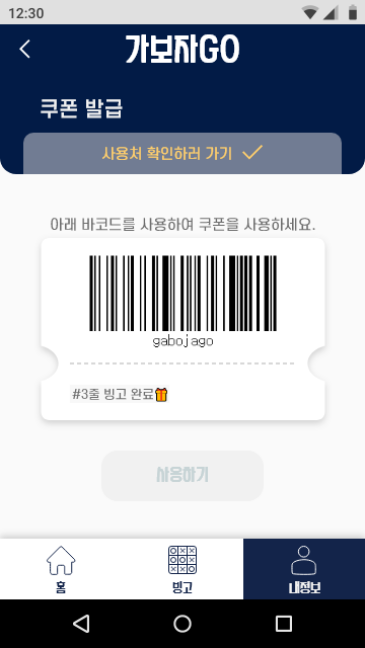 12:30
가보자GO
쿠폰 발급
사용처 확인하러 가기
아래 바코드를 사용하여 쿠폰을 사용하세요.
gabojago
#3줄 빙고 완료🎁
사용하기
홈
빙고
내정보